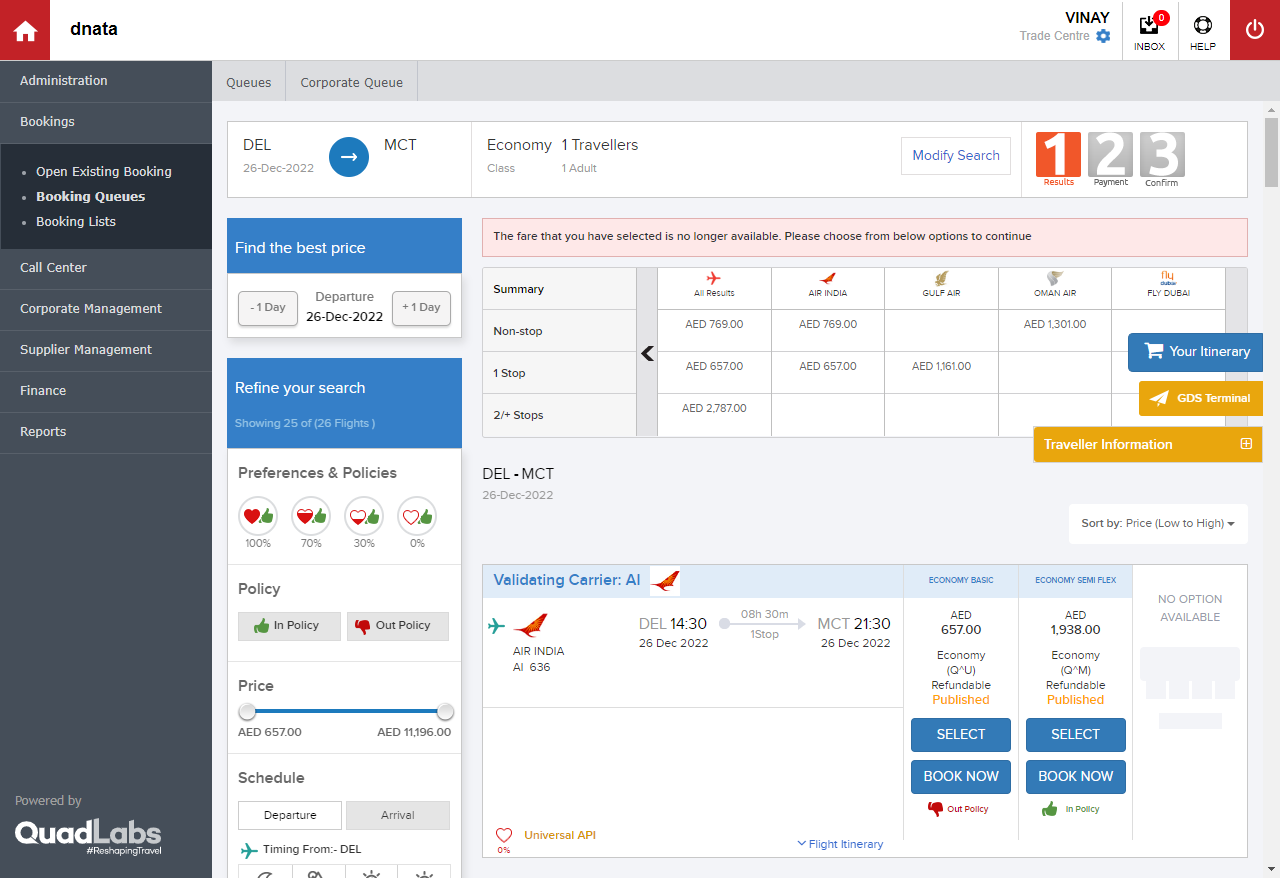 dnata
VINAY
Trade Centre
0
INBOX
HELP
Administration
Bookings
Open Existing Booking
Booking Queues
Booking Lists
Call Center
Corporate Management
Supplier Management
Finance
Reports
Powered by
QuadLabs
#ReshapingTravel
Queues
Corporate Queue
DEL
26-Dec-2022
MCT
Economy
Class
1 Travellers
1 Adult
Modify Search
1
Results
2
Payment
3
Confirm
Find the best price
- 1 Day
Departure
26-Dec-2022
+ 1 Day
Refine your search
Showing 25 of (26 Flights )
Preferences & Policies
100%
70%
30%
0%
Policy
In Policy
Out Policy
Price
AED 657.00
AED 11,196.00
Schedule
Departure
Arrival
Timing From:- DEL
The fare that you have selected is no longer available. Please choose from below options to continue
Summary
All Results
AIR INDIA
GULF AIR
OMAN AIR
fly dubai
FLY DUBAI
Non-stop
AED 769.00
AED 769.00
AED 1,301.00
1 Stop
AED 657.00
AED 657.00
AED 1,161.00
2/+ Stops
AED 2,787.00
Your Itinerary
GDS Terminal
Traveller Information
DEL - MCT
26-Dec-2022
Sort by: Price (Low to High)
Validating Carrier: AI
AIR INDIA
AI 636
DEL 14:30
26 Dec 2022
08h 30m
1Stop
MCT 21:30
26 Dec 2022
0%
Universal API
Flight Itinerary
ECONOMY BASIC
AED
657.00
Economy
(Q^U)
Refundable
Published
SELECT
BOOK NOW
Out Policy
ECONOMY SEMI FLEX
AED
1,938.00
Economy
(Q^M)
Refundable
Published
SELECT
BOOK NOW
In Policy
NO OPTION
AVAILABLE